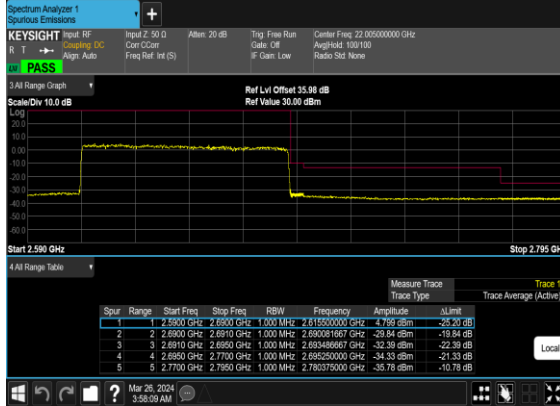 Spectrum Analyzer 1
Spurious Emissions
KEYSIGHT Input: RF Input Z: 50 Ω Atten: 20 dB Trig: Free Run Center Freq: 22.005000000 GHz
R T Coupling: DC Corr CCorr Gate: Off Avg|Hold: 100/100
Align: Auto Freq Ref: Int (S) IF Gain: Low Radio Std: None
PASS
3 All Range Graph
Ref Lvl Offset 35.98 dB
Scale/Div 10.0 dB Ref Value 30.00 dBm
Log
20.0
10.0
0.00
-10.0
-20.0
-30.0
-40.0
-50.0
-60.0
Start 2.590 GHz Stop 2.795 GH
4 All Range Table
Measure Trace Trace 1
Trace Type Trace Average (Active)
Spur Range Start Freq Stop Freq RBW Frequency Amplitude ΔLimit
1 1 2.5900 GHz 2.6900 GHz 1.000 MHz 2.615500000 GHz 4.799 dBm -25.20 dB
2 2 2.6900 GHz 2.6910 GHz 1.000 MHz 2.690081667 GHz -29.84 dBm -19.84 dB
3 3 2.6910 GHz 2.6950 GHz 1.000 MHz 2.693486667 GHz -32.39 dBm -22.39 dB
4 4 2.6950 GHz 2.7700 GHz 1.000 MHz 2.695250000 GHz -34.33 dBm -21.33 dB
5 5 2.7700 GHz 2.7950 GHz 1.000 MHz 2.780375000 GHz -35.78 dBm -10.78 dB
Local
Mar 26, 2024
3:58:09 AM